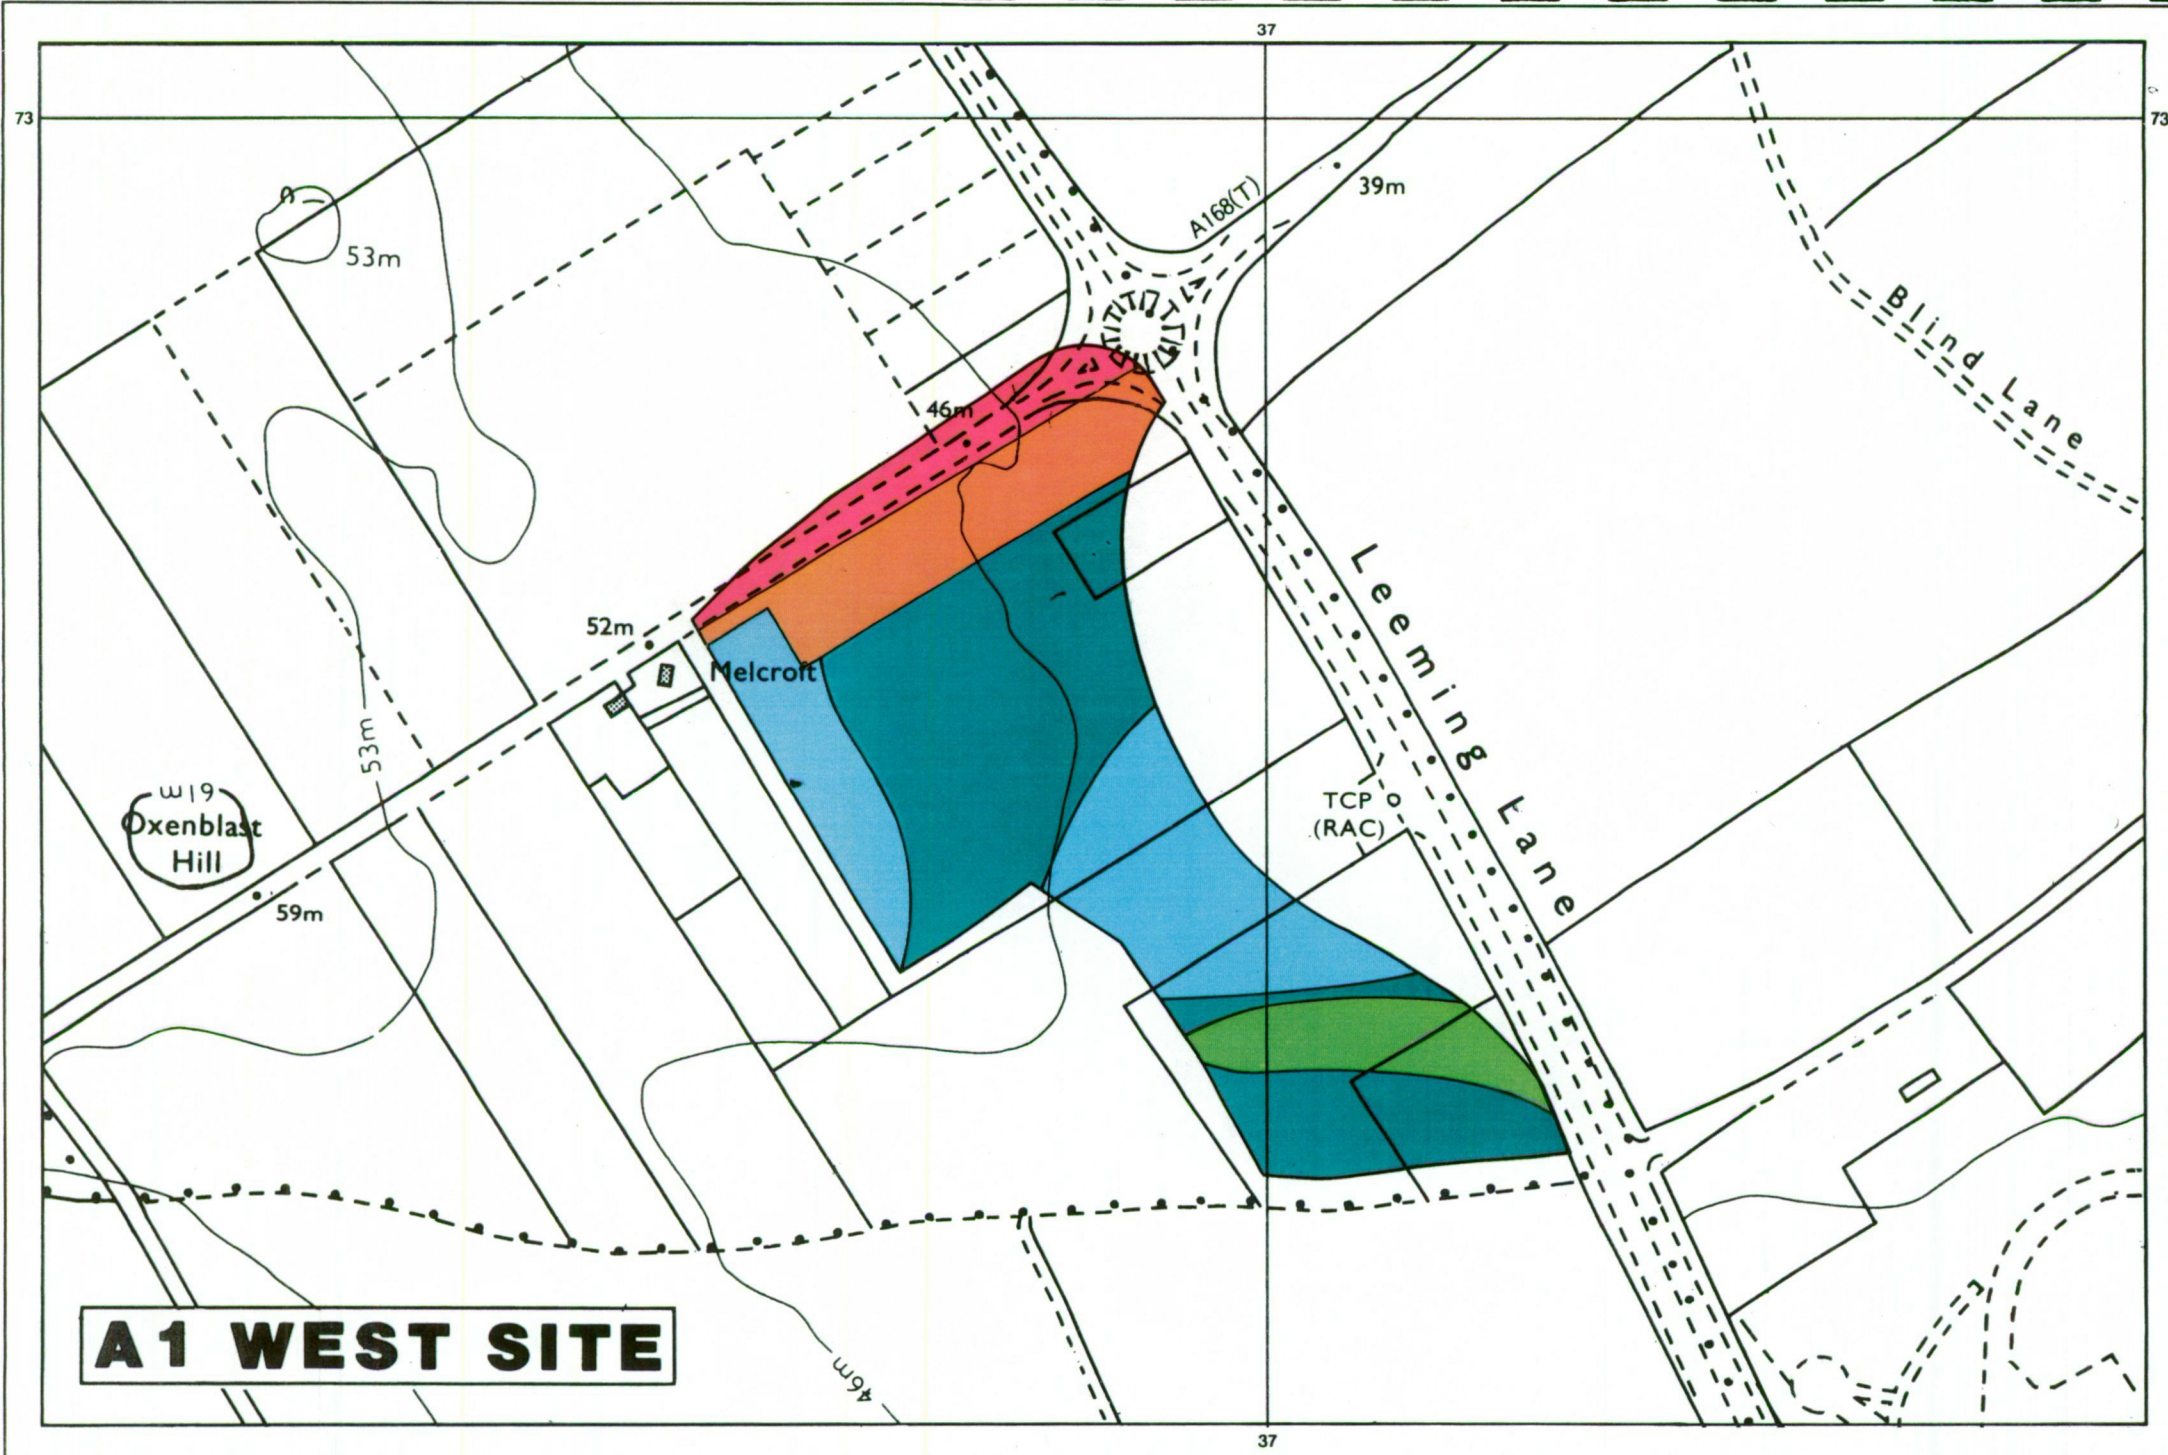 37
73
73
A168(T)
39m
53m
Blind Lane
46m
52m
Melcroft
Leeming Lane
53m
61m
Oxenblast
Hill
TCP
(RAC)
59m
A1 WEST SITE
46m
37